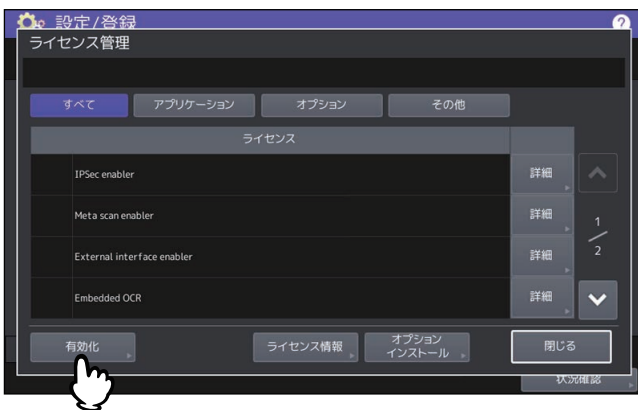 設定/登録
?
ライセンス管理
すべて
アプリケーション
オプション
その他
ライセンス
IPSec enabler
詳細
Meta scan enabler
詳細
External interface enabler
詳細
Embedded OCR
詳細
1
2
有効化
ライセンス情報
オプション
インストール
閉じる
状況確認